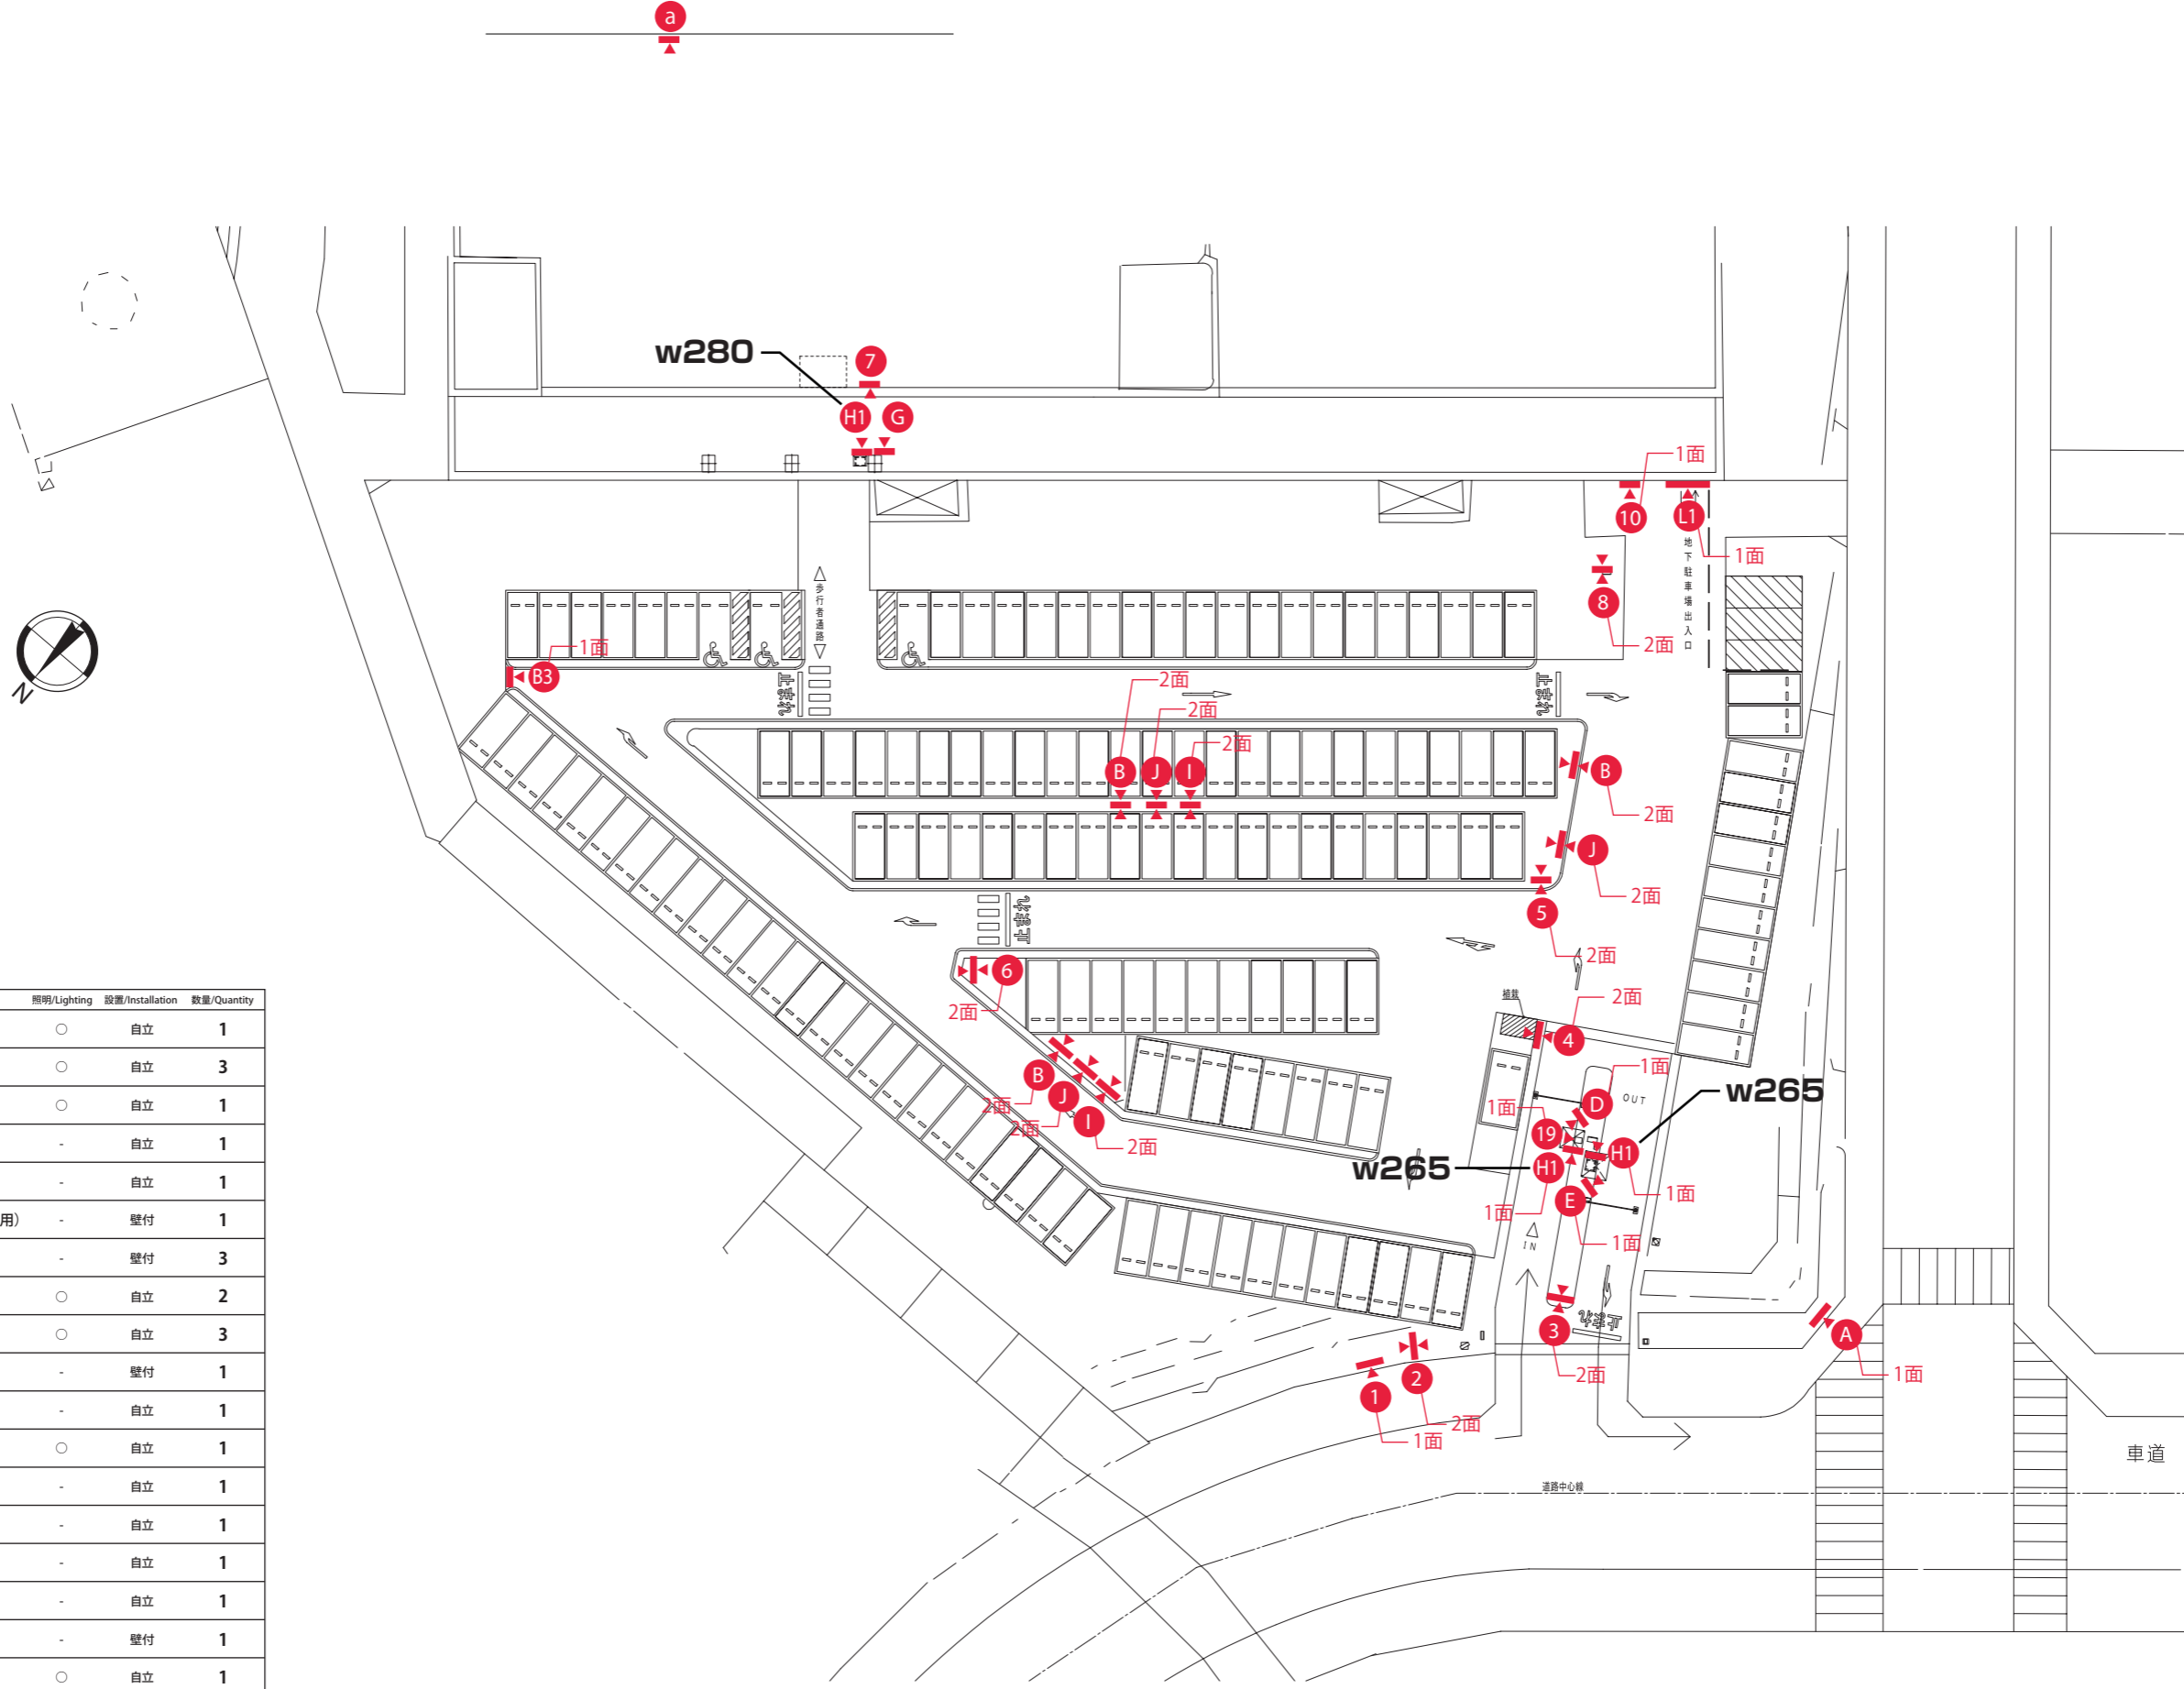 a
w280
7
H1
G
1面
10
L1
1面
地下駐車場出入口
8
2面
歩行者通路
1面
B3
止まれ
止まれ
N
2面
2面
2面
B
J
I
B
2面
J
2面
5
2面
止まれ
6
2面
植栽
2面
4
B
J
I
2面
2面
2面
1面
D
OUT
w265
1面
19
H1
H1
w265
1面
E
1面
1面
IN
止まれ
3
2面
A
1面
1
2
2面
1面
車道
道路中心線
照明/Lighting 設置/Installation 数量/Quantity
○ 自立 1
○ 自立 3
○ 自立 1
- 自立 1
- 自立 1
用） - 壁付 1
- 壁付 3
○ 自立 2
○ 自立 3
- 壁付 1
- 自立 1
○ 自立 1
- 自立 1
- 自立 1
- 自立 1
- 自立 1
- 壁付 1
○ 自立 1